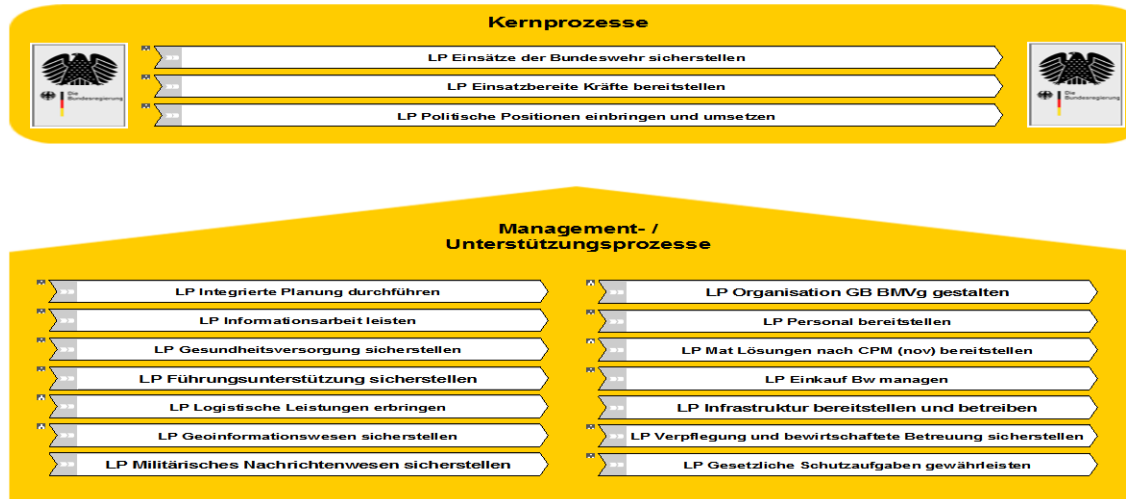 Kernprozesse
Die
Bundesregierung
LP Einsätze der Bundeswehr sicherstellen
LP Einsatzbereite Kräfte bereitstellen
LP Politische Positionen einbringen und umsetzen
Die
Bundesregierung
Management- /
Unterstützungsprozesse
LP Integrierte Planung durchführen
LP Informationsarbeit leisten
LP Gesundheitsversorgung sicherstellen
LP Führungsunterstützung sicherstellen
LP Logistische Leistungen erbringen
LP Geoinformationswesen sicherstellen
LP Militärisches Nachrichtenwesen sicherstellen
LP Organisation GB BMVg gestalten
LP Personal bereitstellen
LP Mat Lösungen nach CPM (nov) bereitstellen
LP Einkauf Bw managen
LP Infrastruktur bereitstellen und betreiben
LP Verpflegung und bewirtschaftete Betreuung sicherstellen
LP Gesetzliche Schutzaufgaben gewährleisten